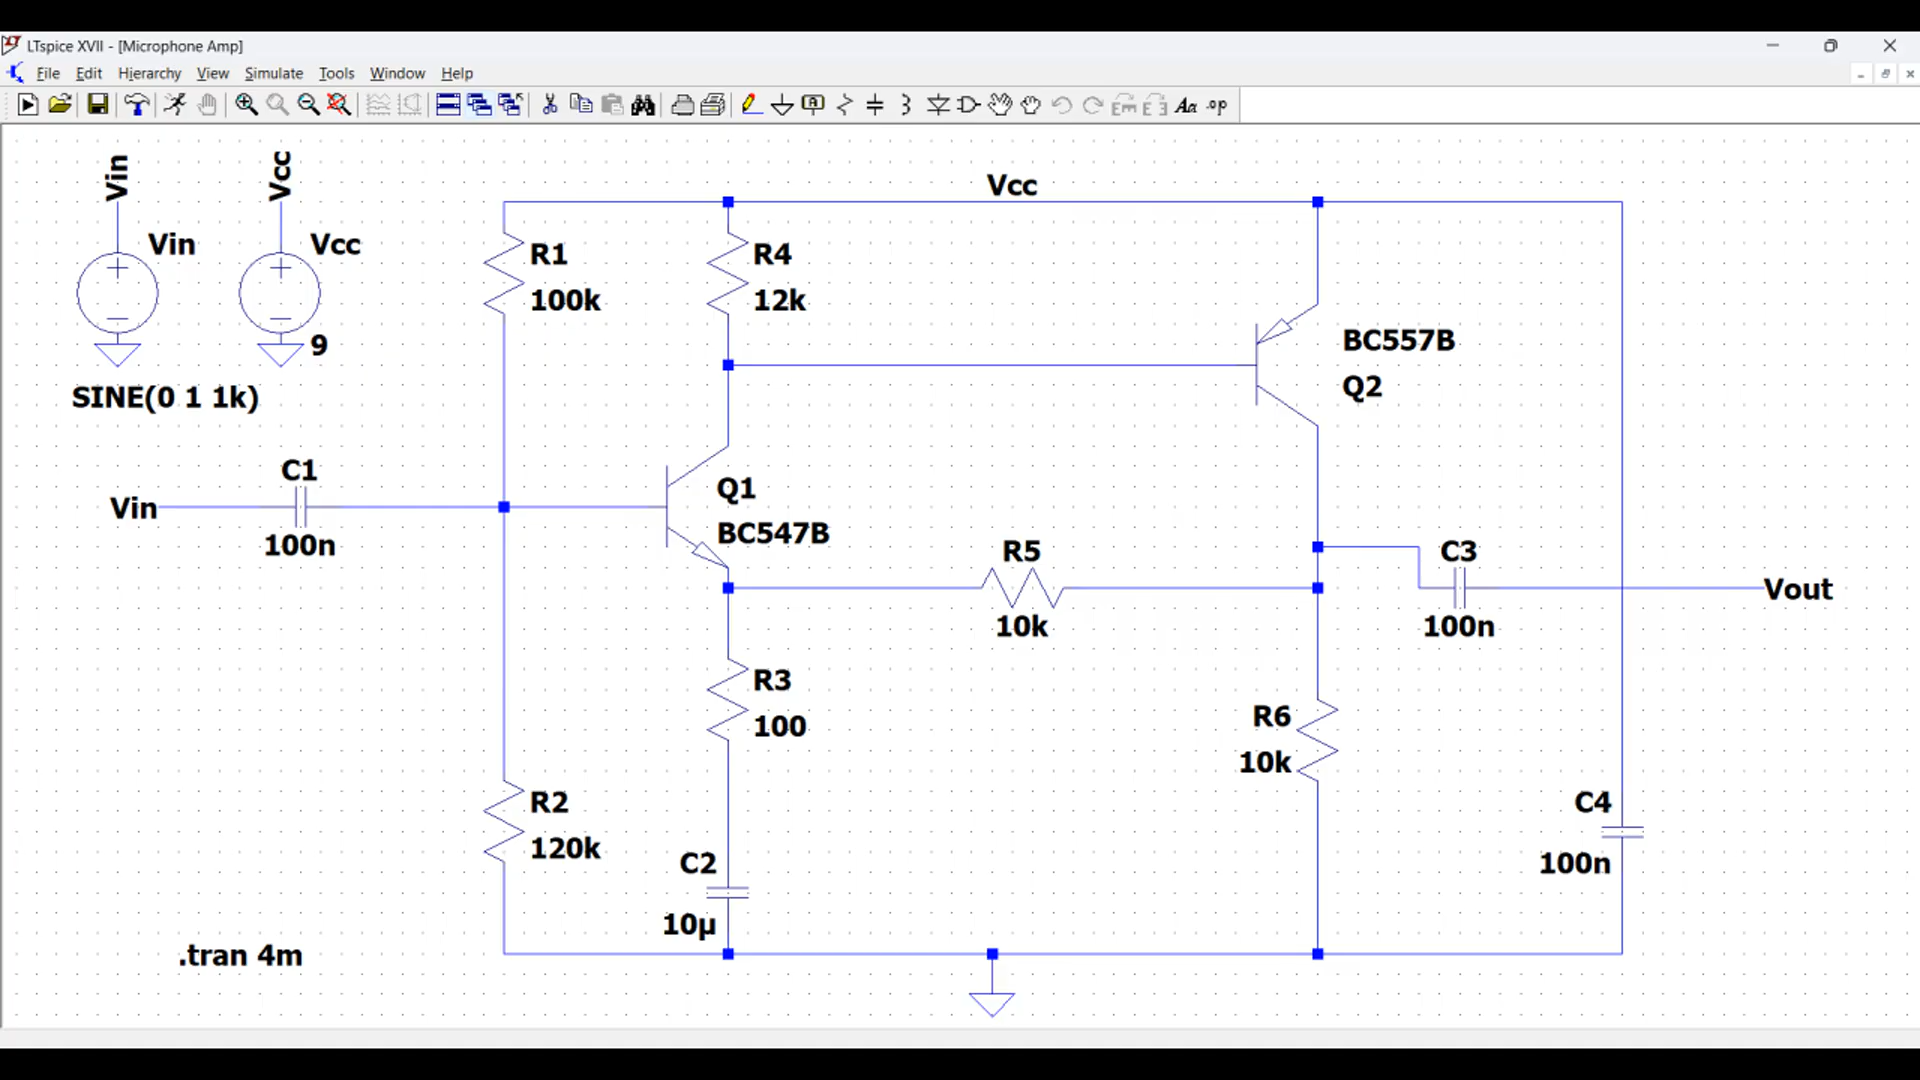 LTspice XVII - [Microphone Amp]
File Edit Hierarchy View Simulate Tools Window Help
Vin
Vcc
Vin
Vcc
9
SINE(0 1 1k)
Vcc
R1
100k
R4
12k
BC557B
Q2
C1
Vin
100n
Q1
BC547B
R5
10k
C3
100n
Vout
R3
100
R6
10k
R2
120k
C2
10µ
C4
100n
.tran 4m